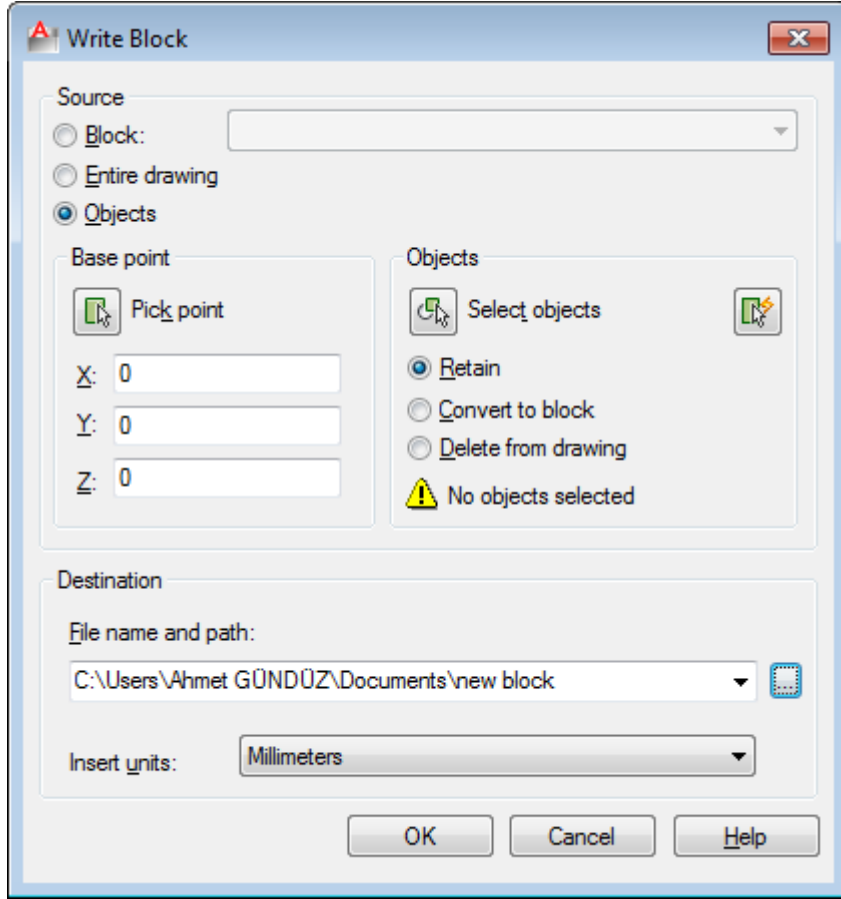 Write Block
Source
Block:
Entire drawing
Objects
Base point
Pick point
X: 0
Y: 0
Z: 0
Objects
Select objects
Retain
Convert to block
Delete from drawing
No objects selected
Destination
File name and path:
C:\Users\Ahmet GÜNDÜZ\Documents\new block
...
Insert units: Millimeters
OK Cancel Help